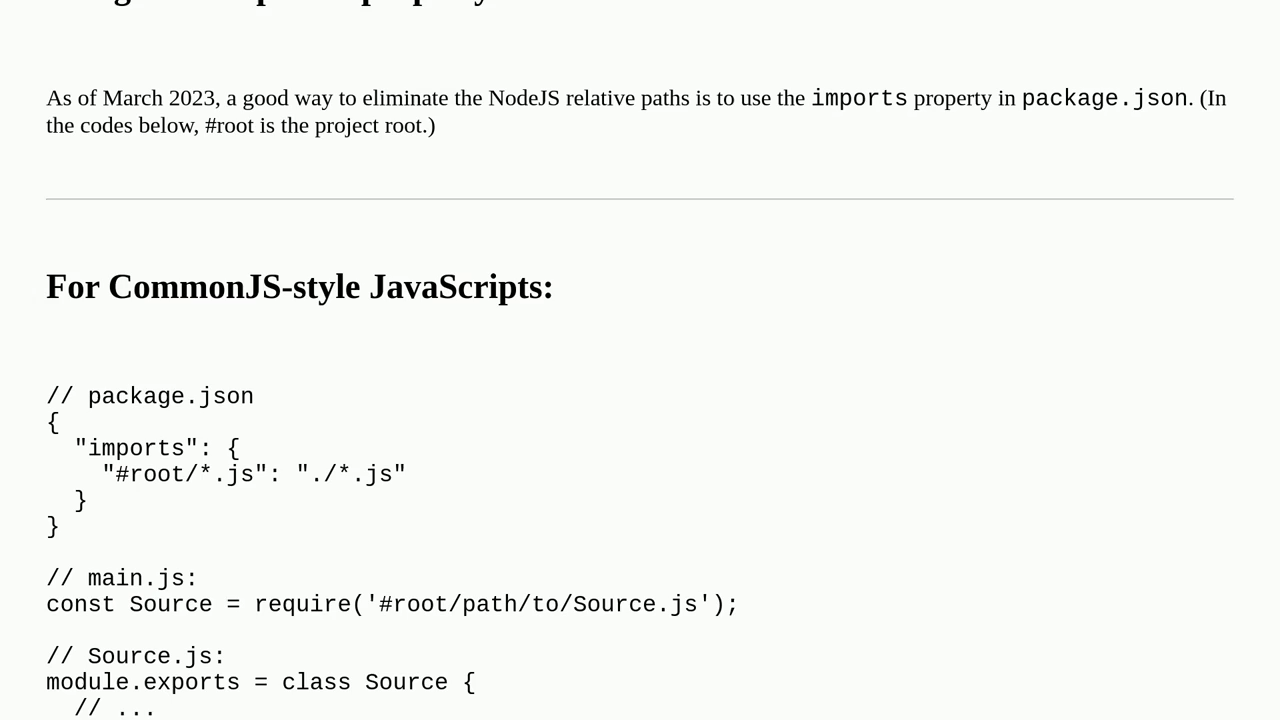 As of March 2023, a good way to eliminate the NodeJS relative paths is to use the imports property in package.json. (In
the codes below, #root is the project root.)
For CommonJS-style JavaScripts:
// package.json
{
  "imports": {
    "#root/*.js": "./*.js"
  }
}
// main.js:
const Source = require('#root/path/to/Source.js');
// Source.js:
module.exports = class Source {
  // ...